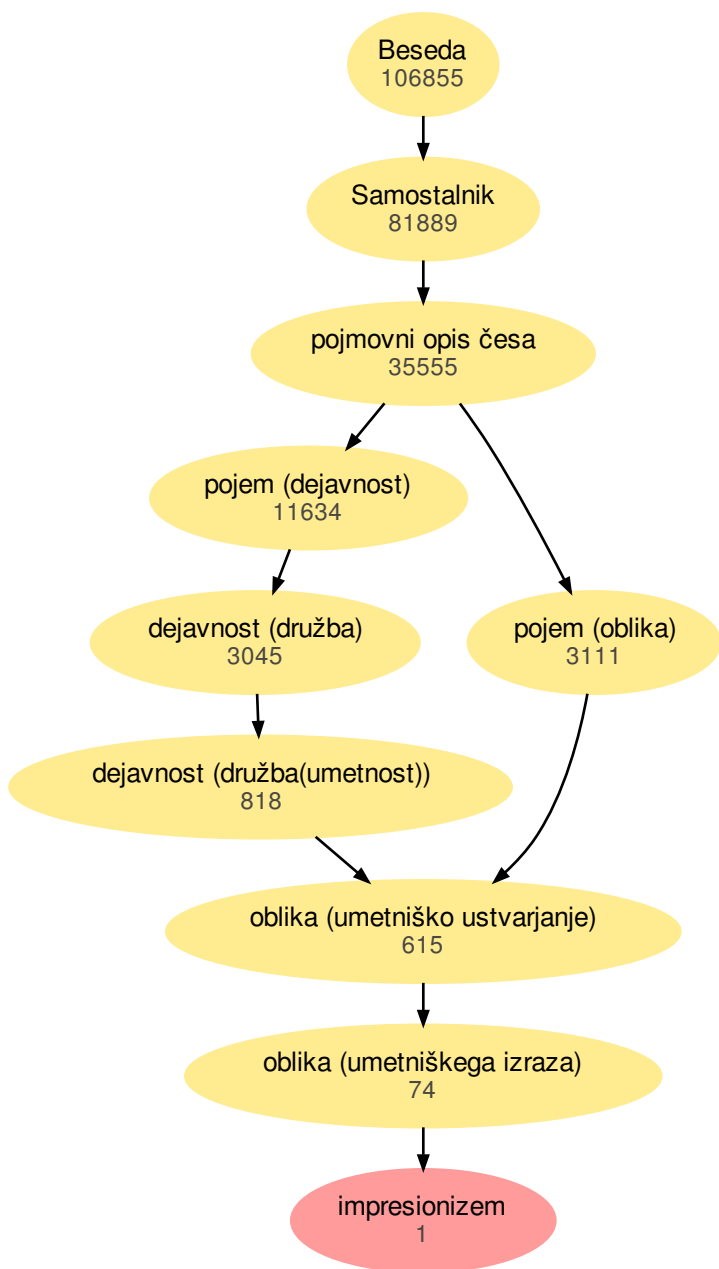 Beseda
106855
Samostalnik
81889
pojmovni opis česa
35555
pojem (dejavnost)
11634
dejavnost (družba)
3045
pojem (oblika)
3111
dejavnost (družba(umetnost))
818
oblika (umetniško ustvarjanje)
615
oblika (umetniškega izraza)
74
impresionizem
1